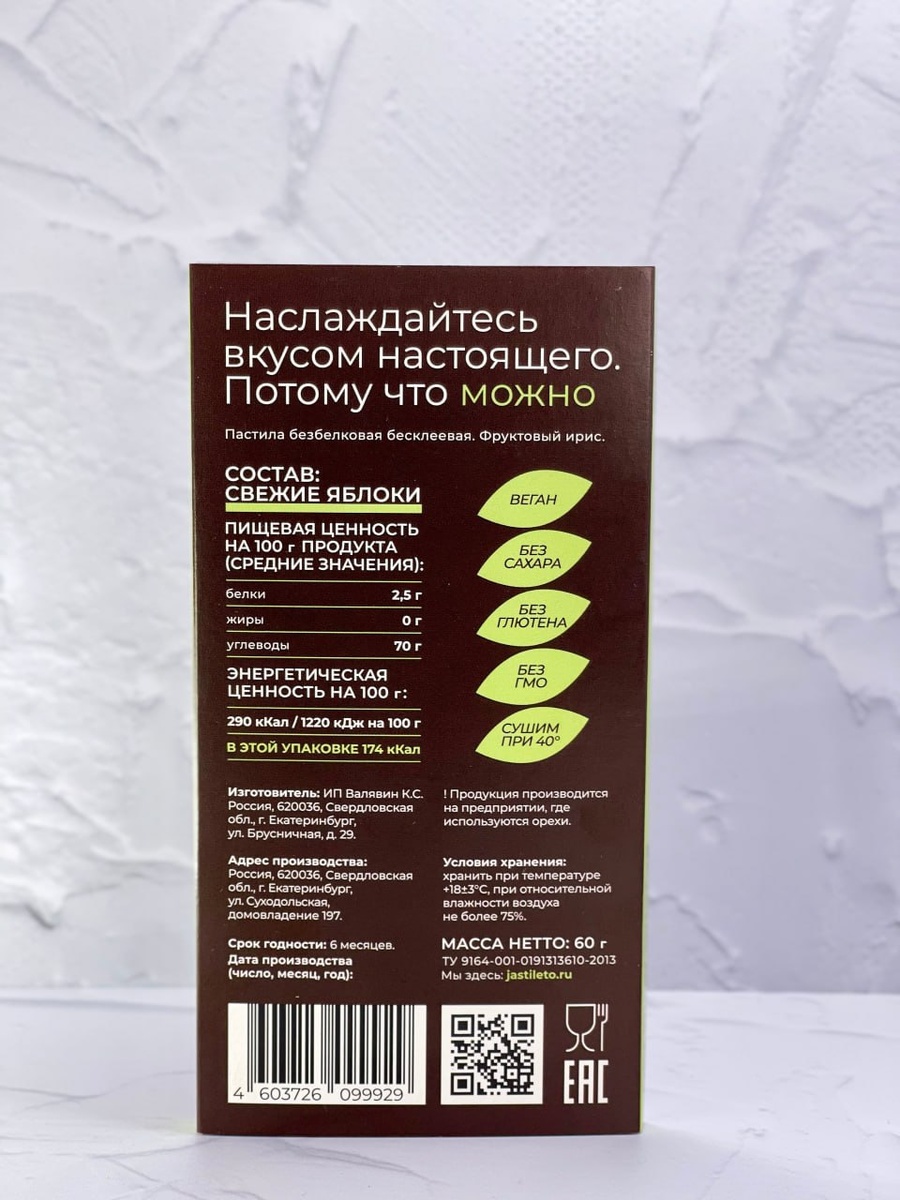 Наслаждайтесь
вкусом настоящего.
Потому что можно
Пастила безбелковая бесклеевая. Фруктовый ирис.
СОСТАВ:
СВЕЖИЕ ЯБЛОКИ
ПИЩЕВАЯ ЦЕННОСТЬ
НА 100 г ПРОДУКТА
(СРЕДНИЕ ЗНАЧЕНИЯ):
белки 2,5 г
жиры 0 г
углеводы 70 г
ЭНЕРГЕТИЧЕСКАЯ
ЦЕННОСТЬ НА 100 г:
290 кКал / 1220 кДж на 100 г
В ЭТОЙ УПАКОВКЕ 174 кКал
ВЕГАН
БЕЗ
САХАРА
БЕЗ
ГЛЮТЕНА
БЕЗ
ГМО
СУШИМ
ПРИ 40°
Изготовитель: ИП Валявин К.С.
Россия, 620036, Свердловская
обл., г. Екатеринбург,
ул. Брусничная, д. 29.
Адрес производства:
Россия, 620036, Свердловская
обл., г. Екатеринбург,
ул. Суходольская,
домовладение 197.
Срок годности: 6 месяцев.
Дата производства
(число, месяц, год):
! Продукция производится
на предприятии, где
используются орехи.
Условия хранения:
хранить при температуре
+18±3°С, при относительной
влажности воздуха
не более 75%.
МАССА НЕТТО: 60 г
ТУ 9164-001-0191313610-2013
Мы здесь: jastileto.ru
4 603726 099929
ЕАС